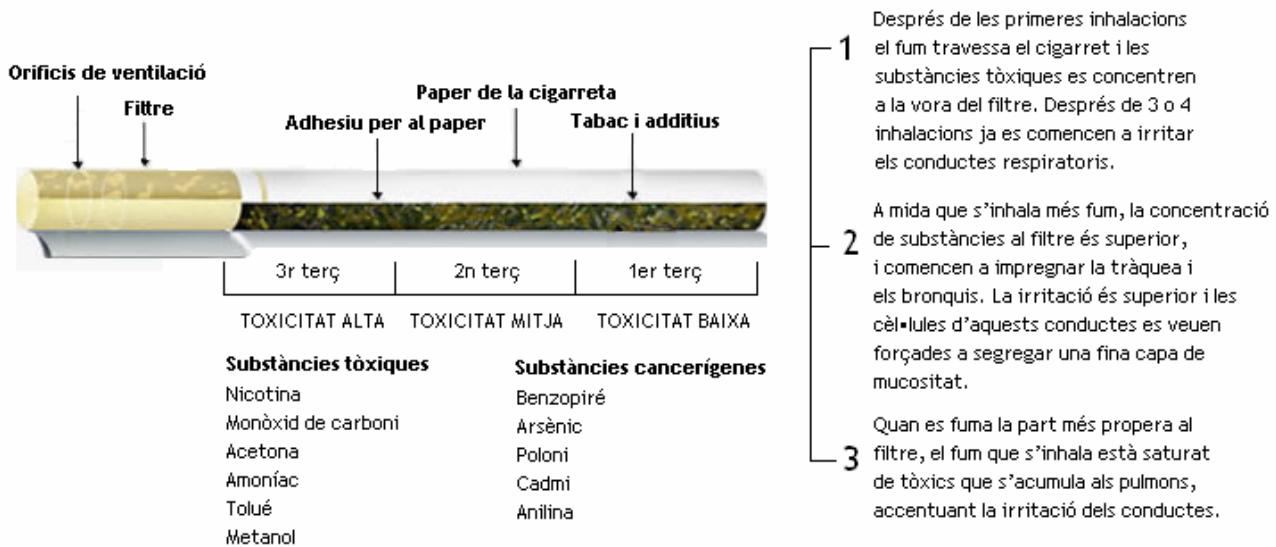 Orificis de ventilació
Filtre
Adhesiu per al paper
Paper de la cigarreta
Tabac i additius
3r terç
2n terç
1er terç
TOXICITAT ALTA
TOXICITAT MITJA
TOXICITAT BAIXA
Substàncies tòxiques
Nicotina
Monòxid de carboni
Acetona
Amoníac
Tolué
Metanol
Substàncies cancerígenes
Benzopiré
Arsènic
Poloni
Cadmi
Anilina
1
Després de les primeres inhalacions
el fum travessa el cigarret i les
substàncies tòxiques es concentren
a la vora del filtre. Després de 3 o 4
inhalacions ja es comencen a irritar
els conductes respiratoris.
2
A mida que s'inhala més fum, la concentració
de substàncies al filtre és superior,
i comencen a impregnar la tràquea i
els bronquis. La irritació és superior i les
cèl•lules d'aquests conductes es veuen
forçades a segregar una fina capa de
mucositat.
3
Quan es fuma la part més propera al
filtre, el fum que s'inhala està saturat
de tòxics que s'acumula als pulmons,
accentuant la irritació dels conductes.